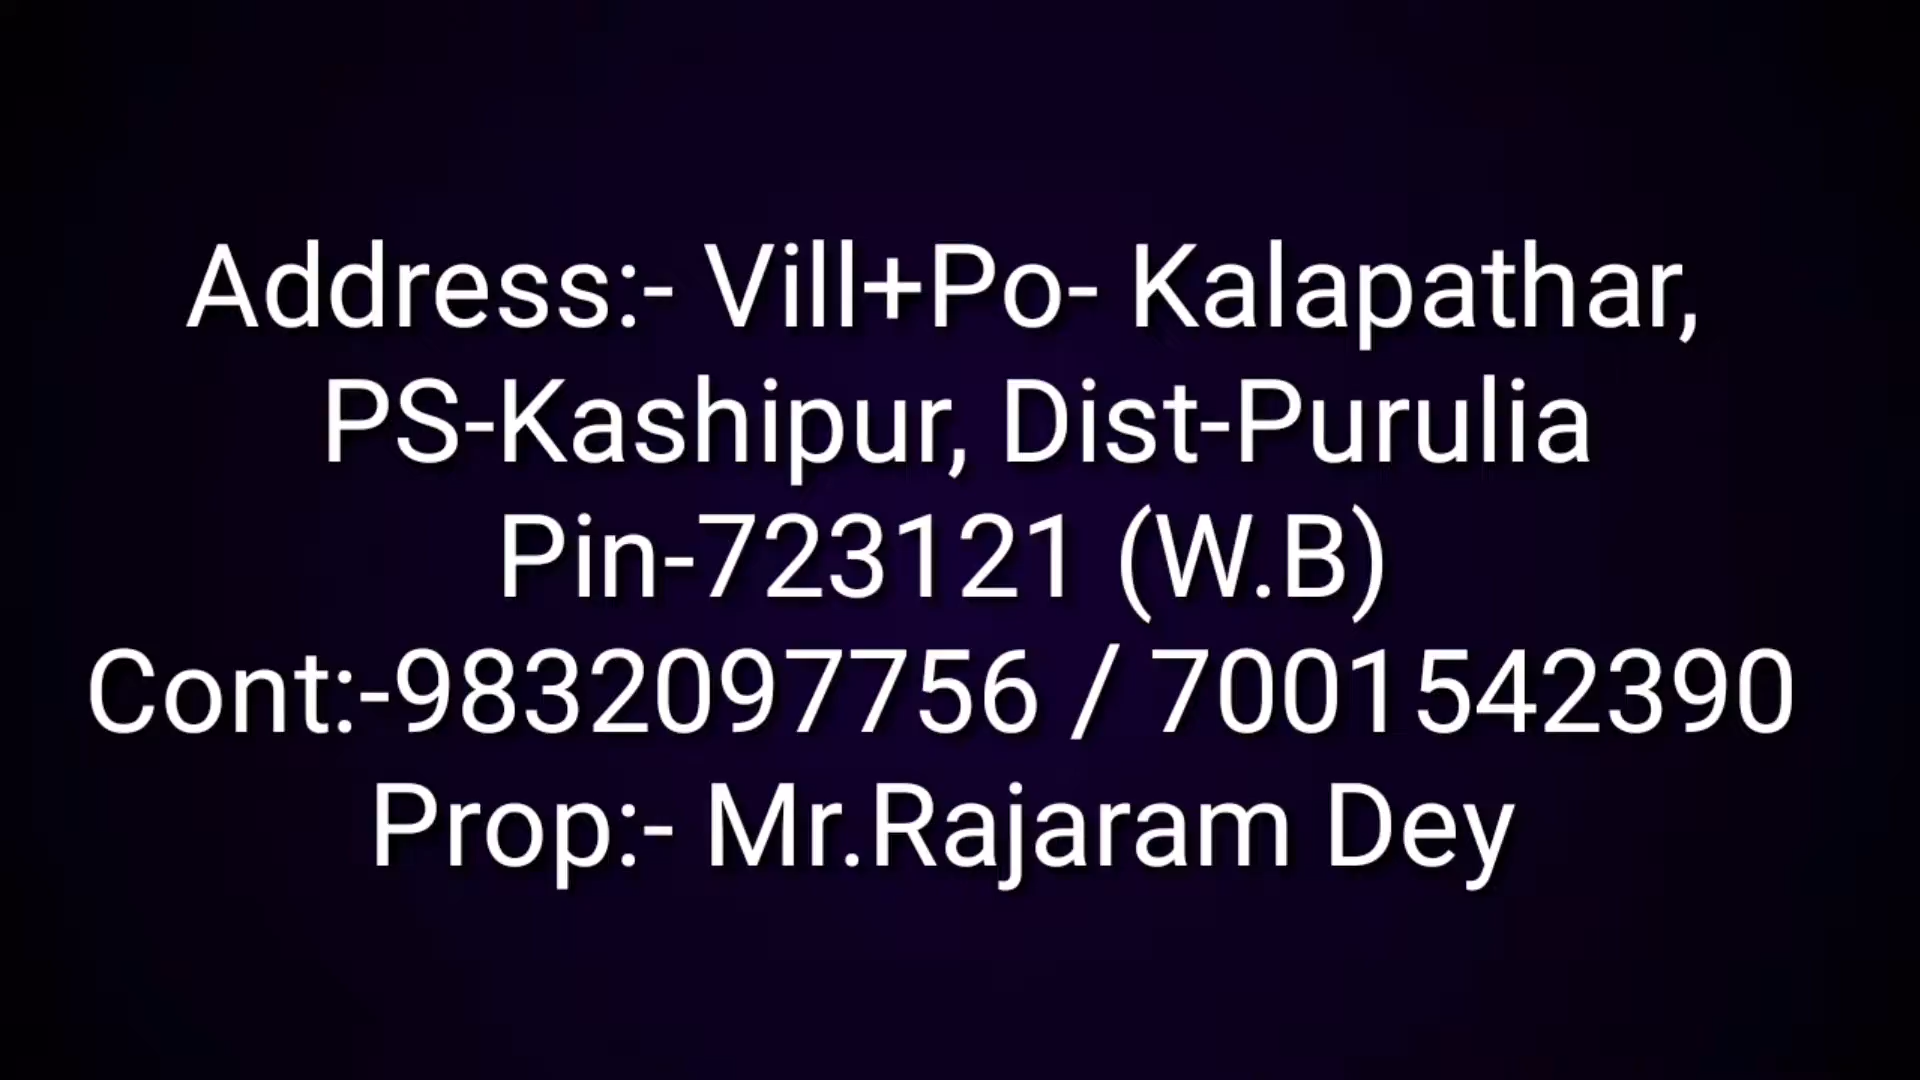 Address:- Vill+Po- Kalapathar,
PS-Kashipur, Dist-Purulia
Pin-723121 (W.B)
Cont:-9832097756 / 7001542390
Prop:- Mr.Rajaram Dey